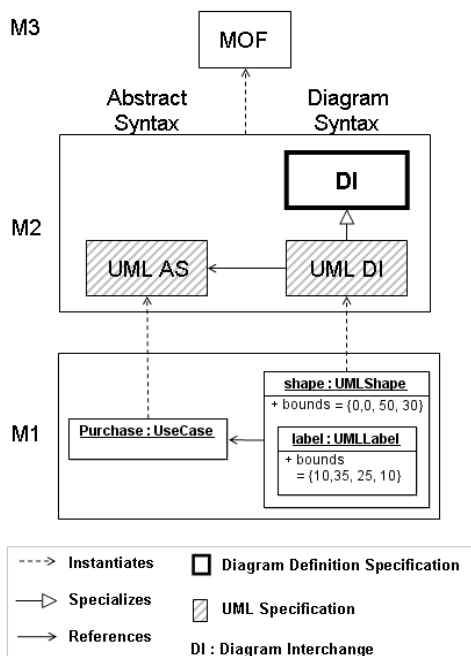 M3
MOF
Abstract
Syntax
Diagram
Syntax
DI
M2
UML AS
UML DI
M1
shape : UMLShape
+ bounds = {0,0, 50, 30}
Purchase : UseCase
label : UMLLabel
+ bounds
= {10,35, 25, 10}
Instantiates
Diagram Definition Specification
Specializes
UML Specification
References
DI : Diagram Interchange